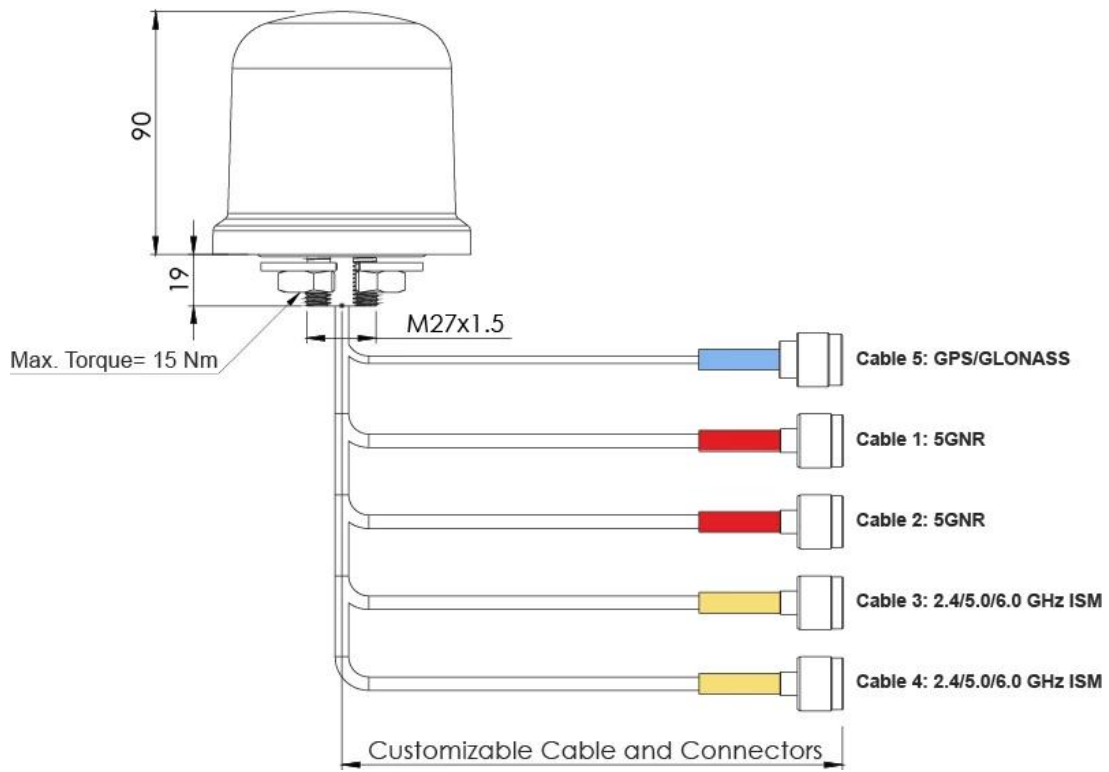 90
19
M27x1.5
Max. Torque= 15 Nm
Cable 5: GPS/GLONASS
Cable 1: 5GNR
Cable 2: 5GNR
Cable 3: 2.4/5.0/6.0 GHz ISM
Cable 4: 2.4/5.0/6.0 GHz ISM
Customizable Cable and Connectors